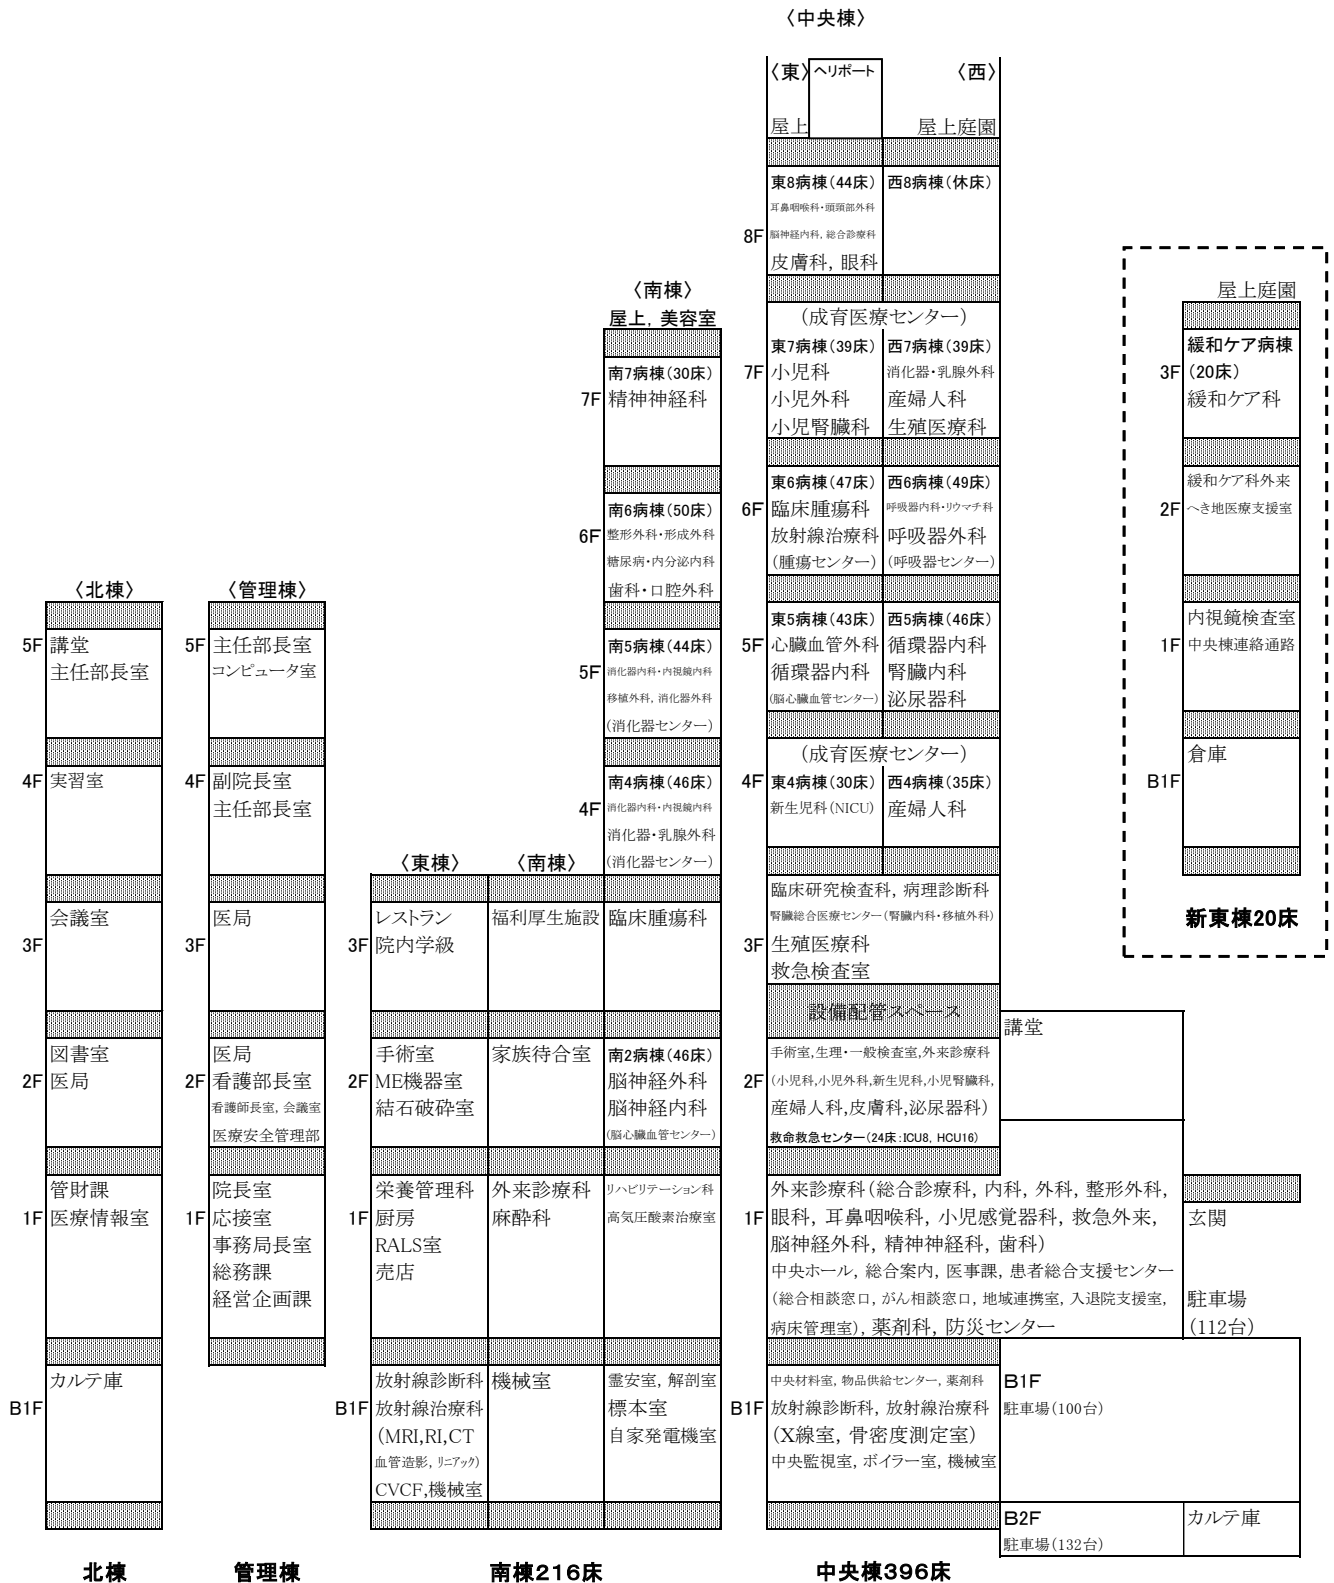 〈中央棟〉
〈東〉
ヘリポート
〈西〉
屋上
屋上庭園
8F
東8病棟(44床)
耳鼻咽喉科・頭頸部外科
脳神経内科, 総合診療科
皮膚科, 眼科
西8病棟(休床)
(成育医療センター)
7F
東7病棟(39床)
小児科
小児外科
小児腎臓科
西7病棟(39床)
消化器・乳腺外科
産婦人科
生殖医療科
6F
東6病棟(47床)
臨床腫瘍科
放射線治療科
(腫瘍センター)
西6病棟(49床)
呼吸器内科・リウマチ科
呼吸器外科
(呼吸器センター)
5F
東5病棟(43床)
心臓血管外科
循環器内科
(脳心臓血管センター)
西5病棟(46床)
循環器内科
腎臓内科
泌尿器科
(成育医療センター)
4F
東4病棟(30床)
新生児科(NICU)
西4病棟(35床)
産婦人科
3F
臨床研究検査科, 病理診断科
腎臓総合医療センター(腎臓内科・移植外科)
生殖医療科
救急検査室
設備配管スペース
講堂
2F
手術室,生理・一般検査室,外来診療科
(小児科,小児外科,新生児科,小児腎臓科,
産婦人科,皮膚科,泌尿器科)
救命救急センター(24床:ICU8, HCU16)
1F
外来診療科(総合診療科, 内科, 外科, 整形外科,
眼科, 耳鼻咽喉科, 小児感覚器科, 救急外来,
脳神経外科, 精神神経科, 歯科)
中央ホール, 総合案内, 医事課, 患者総合支援センター
(総合相談窓口, がん相談窓口, 地域連携室, 入退院支援室,
病床管理室), 薬剤科, 防災センター
玄関
駐車場
(112台)
B1F
中央材料室, 物品供給センター, 薬剤科
放射線診断科, 放射線治療科
(X線室, 骨密度測定室)
中央監視室, ボイラー室, 機械室
B1F
駐車場(100台)
B2F
駐車場(132台)
カルテ庫
中央棟396床
屋上庭園
3F
緩和ケア病棟
(20床)
緩和ケア科
2F
緩和ケア科外来
へき地医療支援室
1F
内視鏡検査室
中央棟連絡通路
B1F
倉庫
新東棟20床
〈南棟〉
屋上, 美容室
7F
南7病棟(30床)
精神神経科
6F
南6病棟(50床)
整形外科・形成外科
糖尿病・内分泌内科
歯科・口腔外科
5F
南5病棟(44床)
消化器内科・内視鏡内科
移植外科, 消化器外科
(消化器センター)
4F
南4病棟(46床)
消化器内科・内視鏡内科
消化器・乳腺外科
(消化器センター)
〈東棟〉
〈南棟〉
3F
レストラン
院内学級
福利厚生施設
臨床腫瘍科
2F
手術室
ME機器室
結石破砕室
家族待合室
南2病棟(46床)
脳神経外科
脳神経内科
(脳心臓血管センター)
1F
栄養管理科
厨房
RALS室
売店
外来診療科
麻酔科
リハビリテーション科
高気圧酸素治療室
B1F
放射線診断科
放射線治療科
(MRI,RI,CT
血管造影, リニアック)
CVCF,機械室
機械室
霊安室, 解剖室
標本室
自家発電機室
南棟216床
〈管理棟〉
5F
主任部長室
コンピュータ室
4F
副院長室
主任部長室
3F
医局
2F
医局
看護部長室
看護師長室, 会議室
医療安全管理部
1F
院長室
応接室
事務局長室
総務課
経営企画課
管理棟
〈北棟〉
5F
講堂
主任部長室
4F
実習室
3F
会議室
2F
図書室
医局
1F
管財課
医療情報室
B1F
カルテ庫
北棟